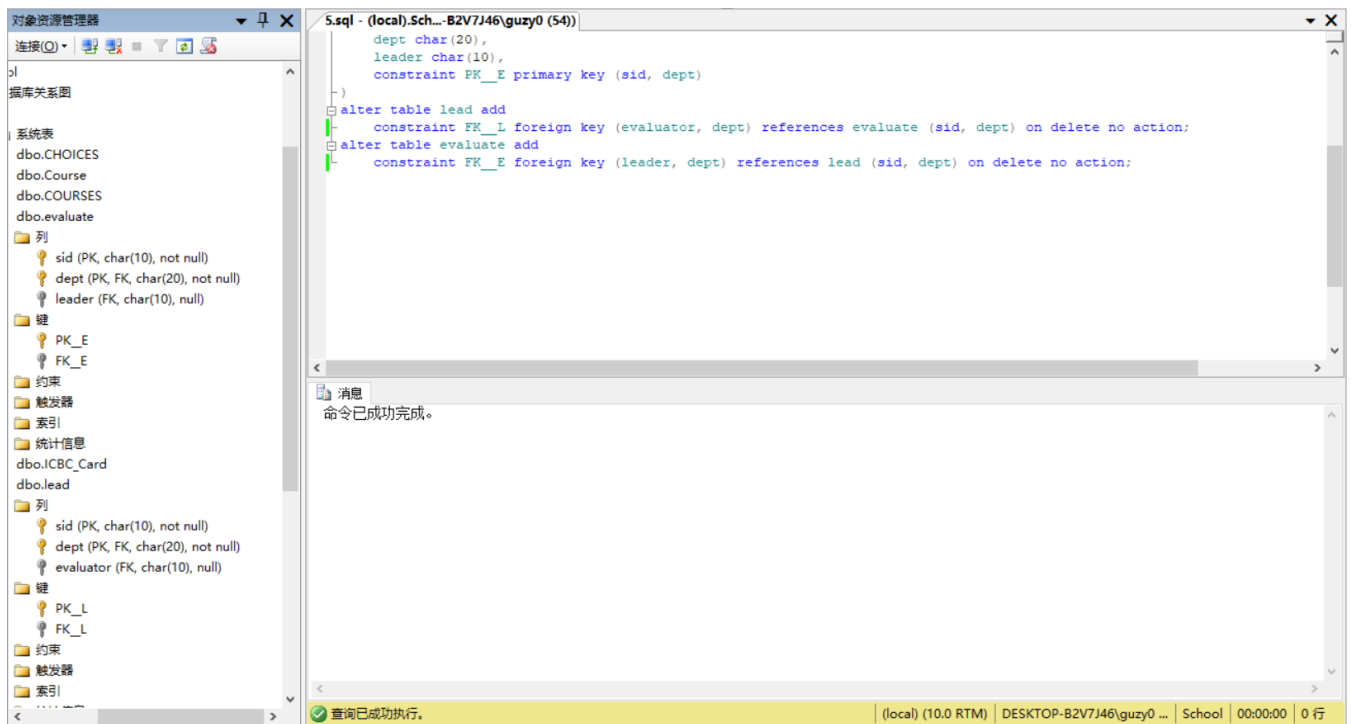 对象资源管理器
连接(O)
据库关系图
系统表
dbo.CHOICES
dbo.Course
dbo.COURSES
dbo.evaluate
列
sid (PK, char(10), not null)
dept (PK, FK, char(20), not null)
leader (FK, char(10), null)
键
PK__E
FK__E
约束
触发器
索引
统计信息
dbo.ICBC_Card
dbo.lead
列
sid (PK, char(10), not null)
dept (PK, FK, char(20), not null)
evaluator (FK, char(10), null)
键
PK__L
FK__L
约束
触发器
索引
5.sql - (local).Sch...-B2V7J46\guzy0 (54))
dept char(20),
leader char(10),
constraint PK__E primary key (sid, dept)
)
alter table lead add
constraint FK__L foreign key (evaluator, dept) references evaluate (sid, dept) on delete no action;
alter table evaluate add
constraint FK__E foreign key (leader, dept) references lead (sid, dept) on delete no action;
消息
命令已成功完成。
查询已成功执行。
(local) (10.0 RTM)
DESKTOP-B2V7J46\guzy0 ...
School
00:00:00
0 行